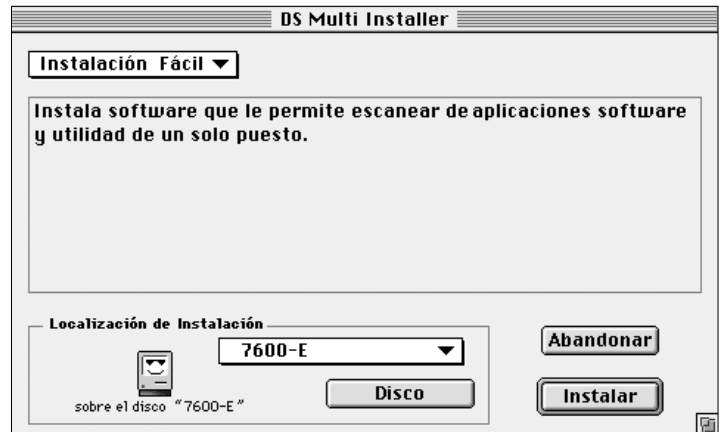 DS Multi Installer
Instalación Fácil
Instala software que le permite escanear de aplicaciones software
y utilidad de un solo puesto.
Localización de Instalación
7600-E
Abandonar
Disco
Instalar
sobre el disco "7600-E"